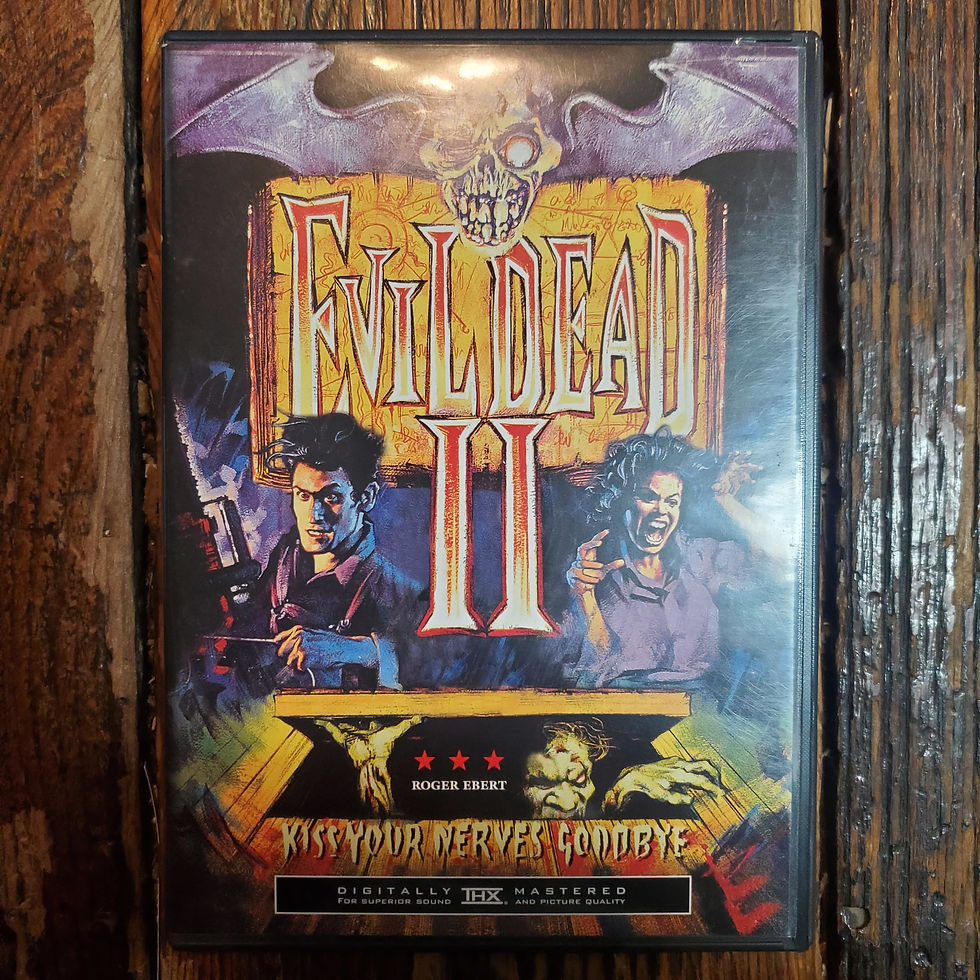 EVIL DEAD
II
★ ★ ★
ROGER EBERT
KISS YOUR NERVES GOODBYE
DIGITALLY THX MASTERED
FOR SUPERIOR SOUND AND PICTURE QUALITY